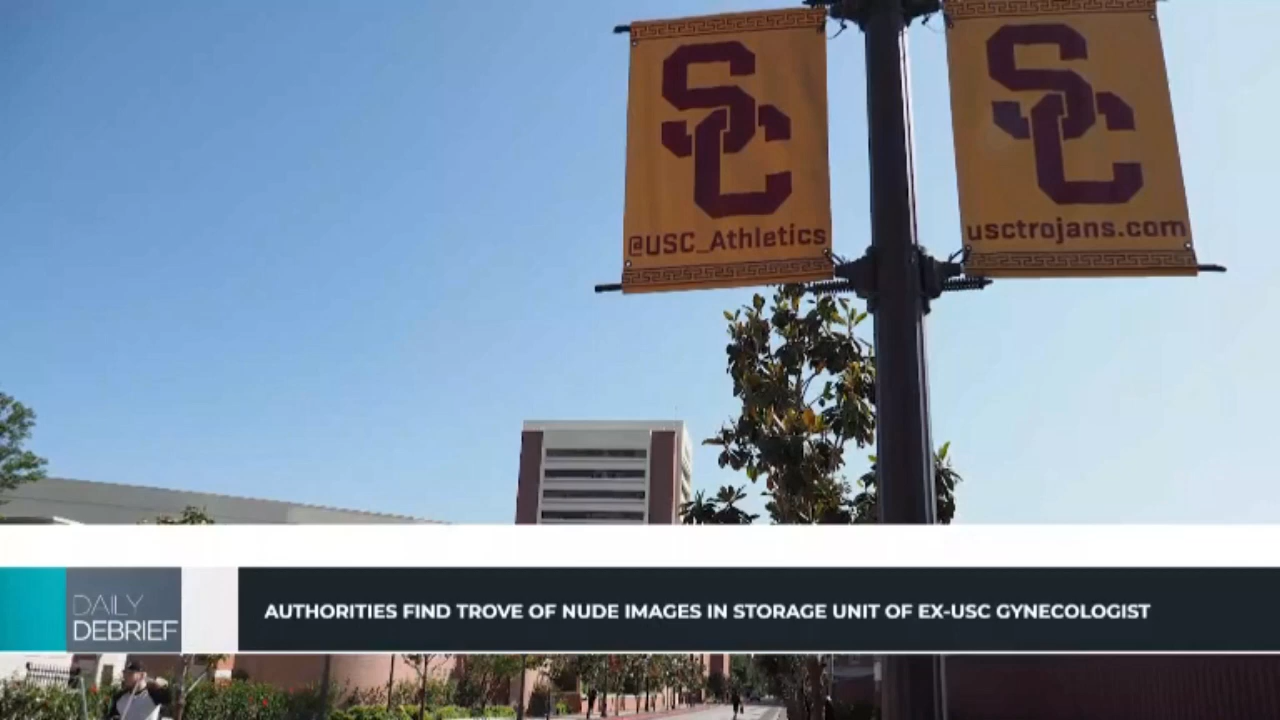 SC
@USC_Athletics
SC
usctrojans.com
DAILY
DEBRIEF
AUTHORITIES FIND TROVE OF NUDE IMAGES IN STORAGE UNIT OF EX-USC GYNECOLOGIST